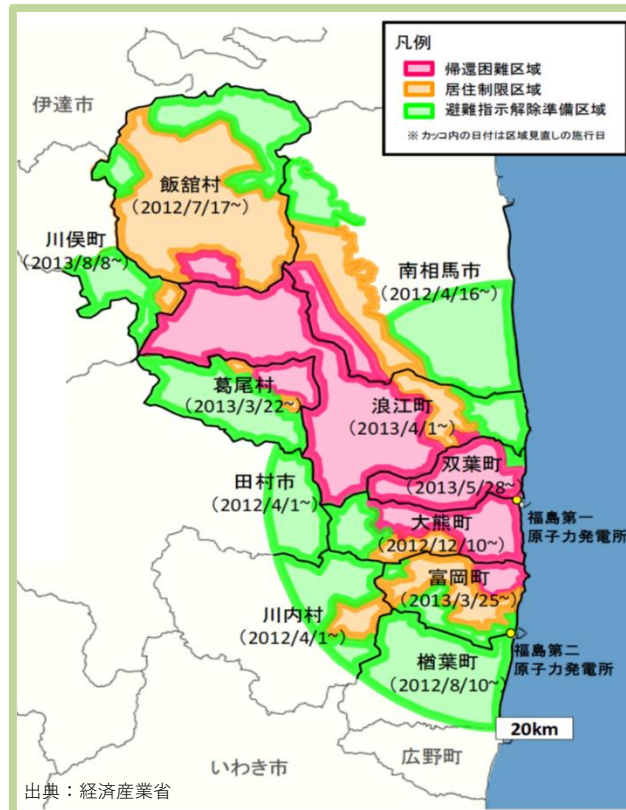 凡例
帰還困難区域
居住制限区域
避難指示解除準備区域
※ カッコ内の日付は区域見直しの施行日
伊達市
飯舘村
(2012/7/17~)
川俣町
(2013/8/8~)
南相馬市
(2012/4/16~)
葛尾村
(2013/3/22~)
浪江町
(2013/4/1~)
双葉町
(2013/5/28~)
田村市
(2012/4/1~)
大熊町
(2012/12/10~)
福島第一
原子力発電所
富岡町
(2013/3/25~)
川内村
(2012/4/1~)
福島第二
原子力発電所
楢葉町
(2012/8/10~)
20km
広野町
いわき市
出典：経済産業省